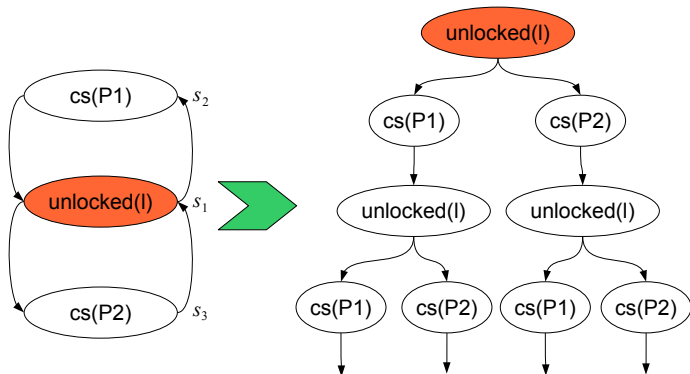 unlocked(l)
cs(P1) s₂
cs(P1) cs(P2)
unlocked(l) s₁
unlocked(l) unlocked(l)
cs(P2) s₃
cs(P1) cs(P2) cs(P1) cs(P2)